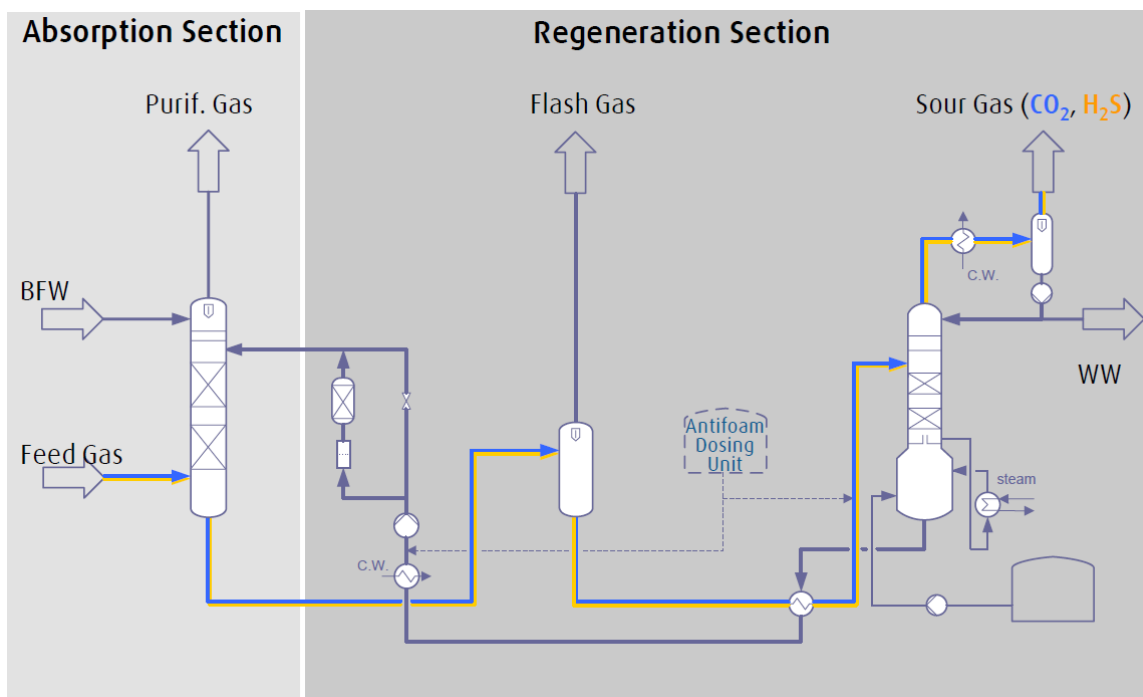 Absorption Section
Regeneration Section
Purif. Gas
Flash Gas
Sour Gas (CO₂, H₂S)
BFW
C.W.
WW
Feed Gas
Antifoam
Dosing
Unit
steam
C.W.